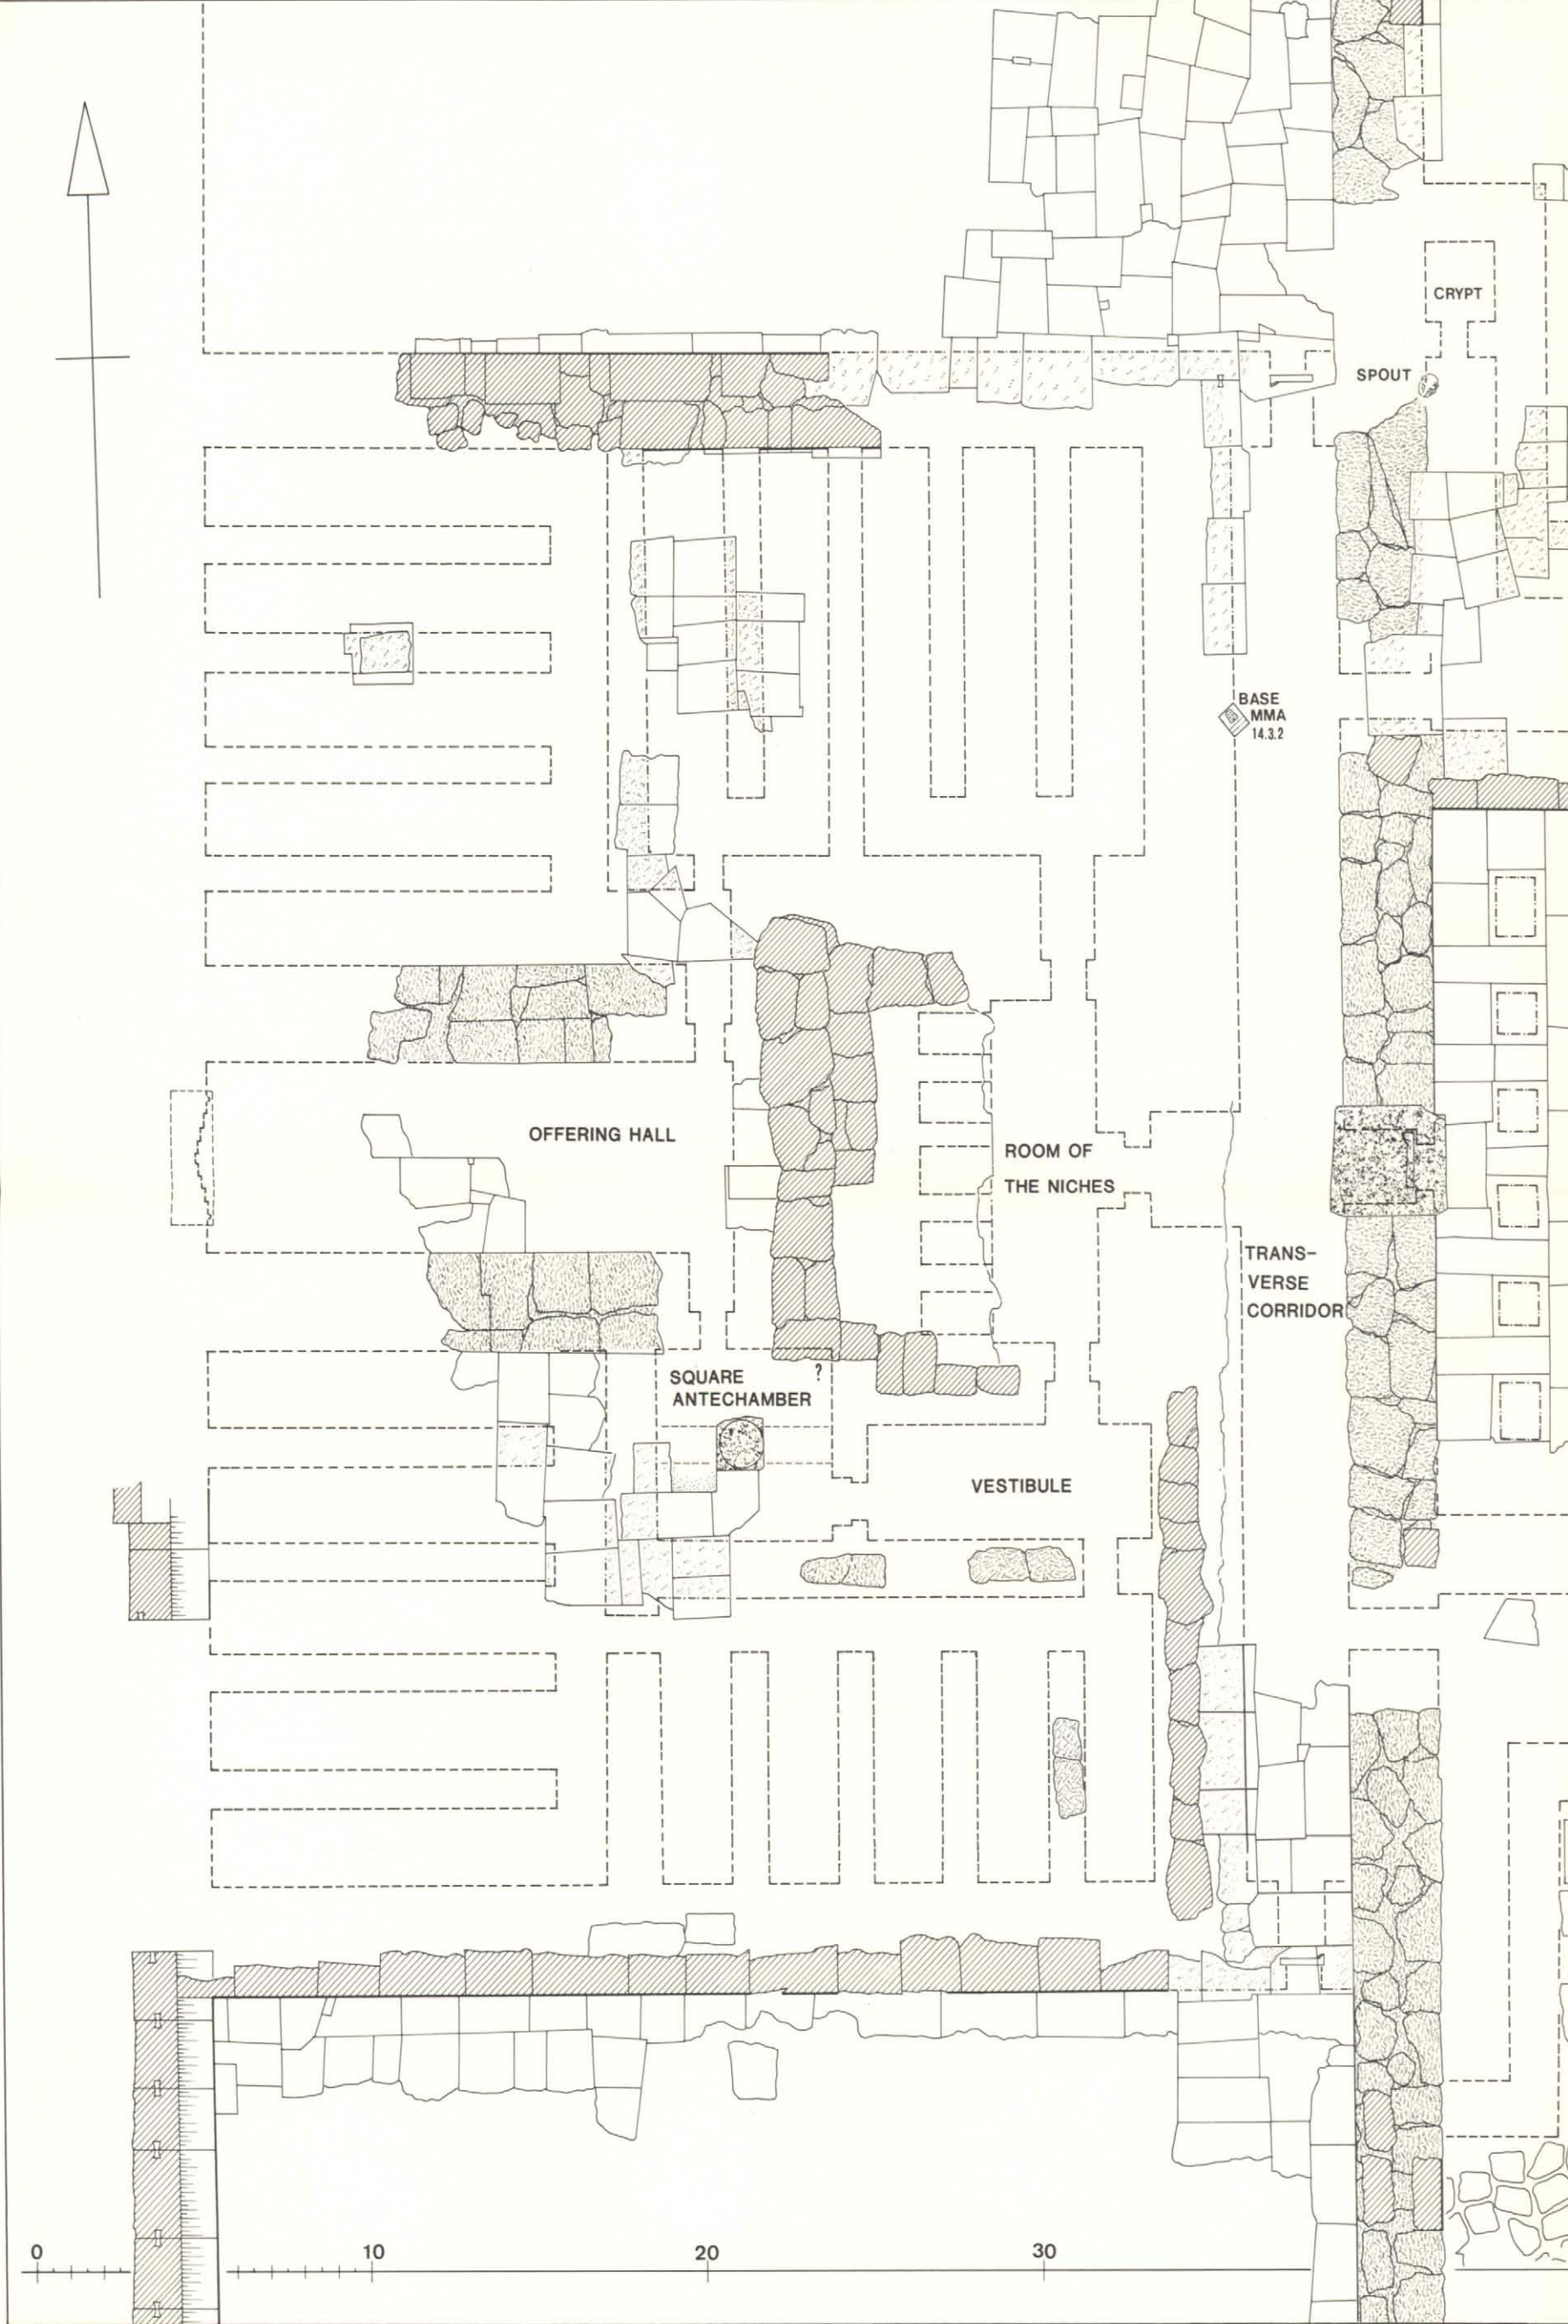 CRYPT
SPOUT
BASE
MMA
14.3.2
OFFERING HALL
ROOM OF
THE NICHES
TRANS-
VERSE
CORRIDOR
SQUARE
ANTECHAMBER
?
VESTIBULE
0 10 20 30